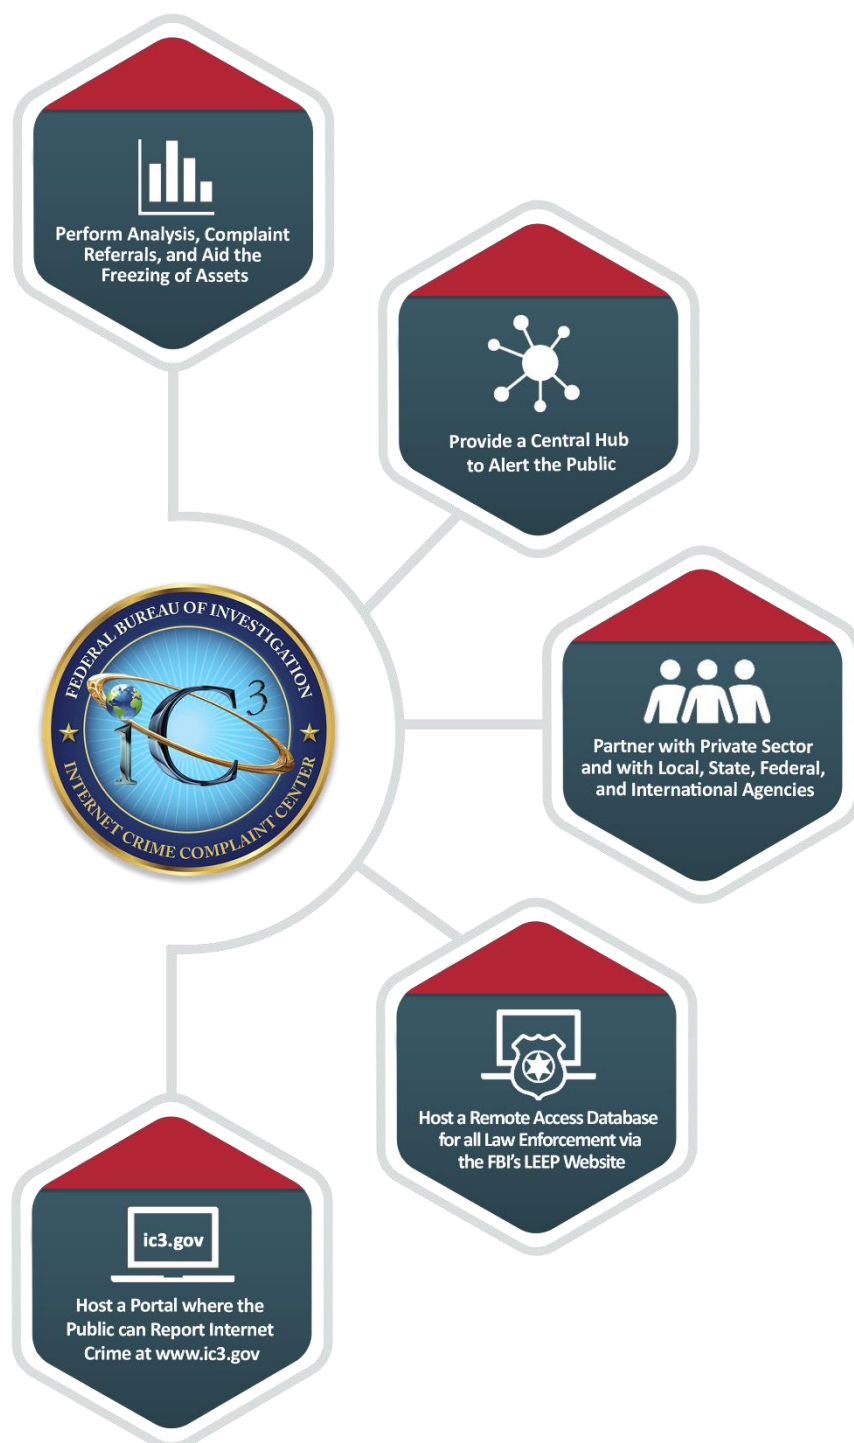 Perform Analysis, Complaint
Referrals, and Aid the
Freezing of Assets
Provide a Central Hub
to Alert the Public
FEDERAL BUREAU OF INVESTIGATION
iC3
INTERNET CRIME COMPLAINT CENTER
Partner with Private Sector
and with Local, State, Federal,
and International Agencies
Host a Remote Access Database
for all Law Enforcement via
the FBI's LEEP Website
ic3.gov
Host a Portal where the
Public can Report Internet
Crime at www.ic3.gov